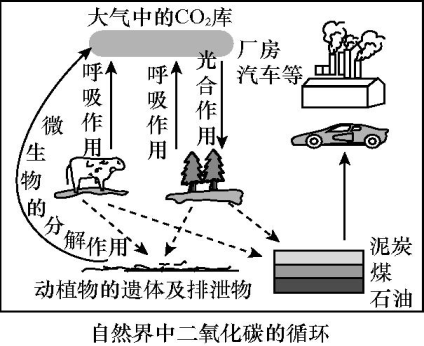 大气中的CO₂库
厂房
汽车等
呼吸作用
呼吸作用
光合作用
微生物的分解作用
动植物的遗体及排泄物
泥炭
煤
石油
自然界中二氧化碳的循环